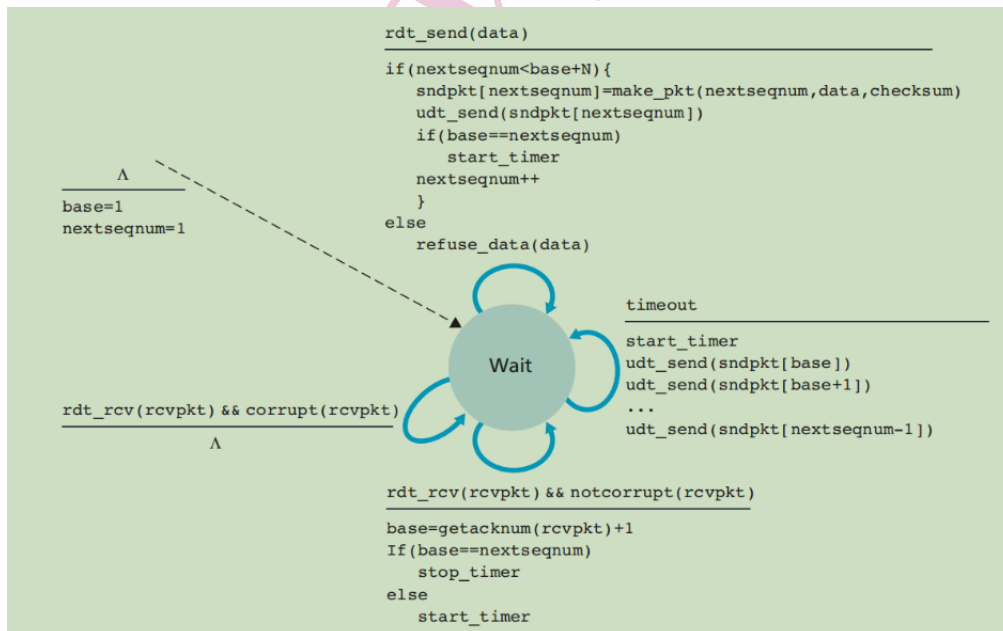 rdt_send(data)
if(nextseqnum<base+N){
sndpkt[nextseqnum]=make_pkt(nextseqnum,data,checksum)
udt_send(sndpkt[nextseqnum])
if(base==nextseqnum)
start_timer
nextseqnum++
}
else
refuse_data(data)
Λ
base=1
nextseqnum=1
Wait
timeout
start_timer
udt_send(sndpkt[base])
udt_send(sndpkt[base+1])
...
udt_send(sndpkt[nextseqnum-1])
rdt_rcv(rcvpkt) && corrupt(rcvpkt)
Λ
rdt_rcv(rcvpkt) && notcorrupt(rcvpkt)
base=getacknum(rcvpkt)+1
If(base==nextseqnum)
stop_timer
else
start_timer